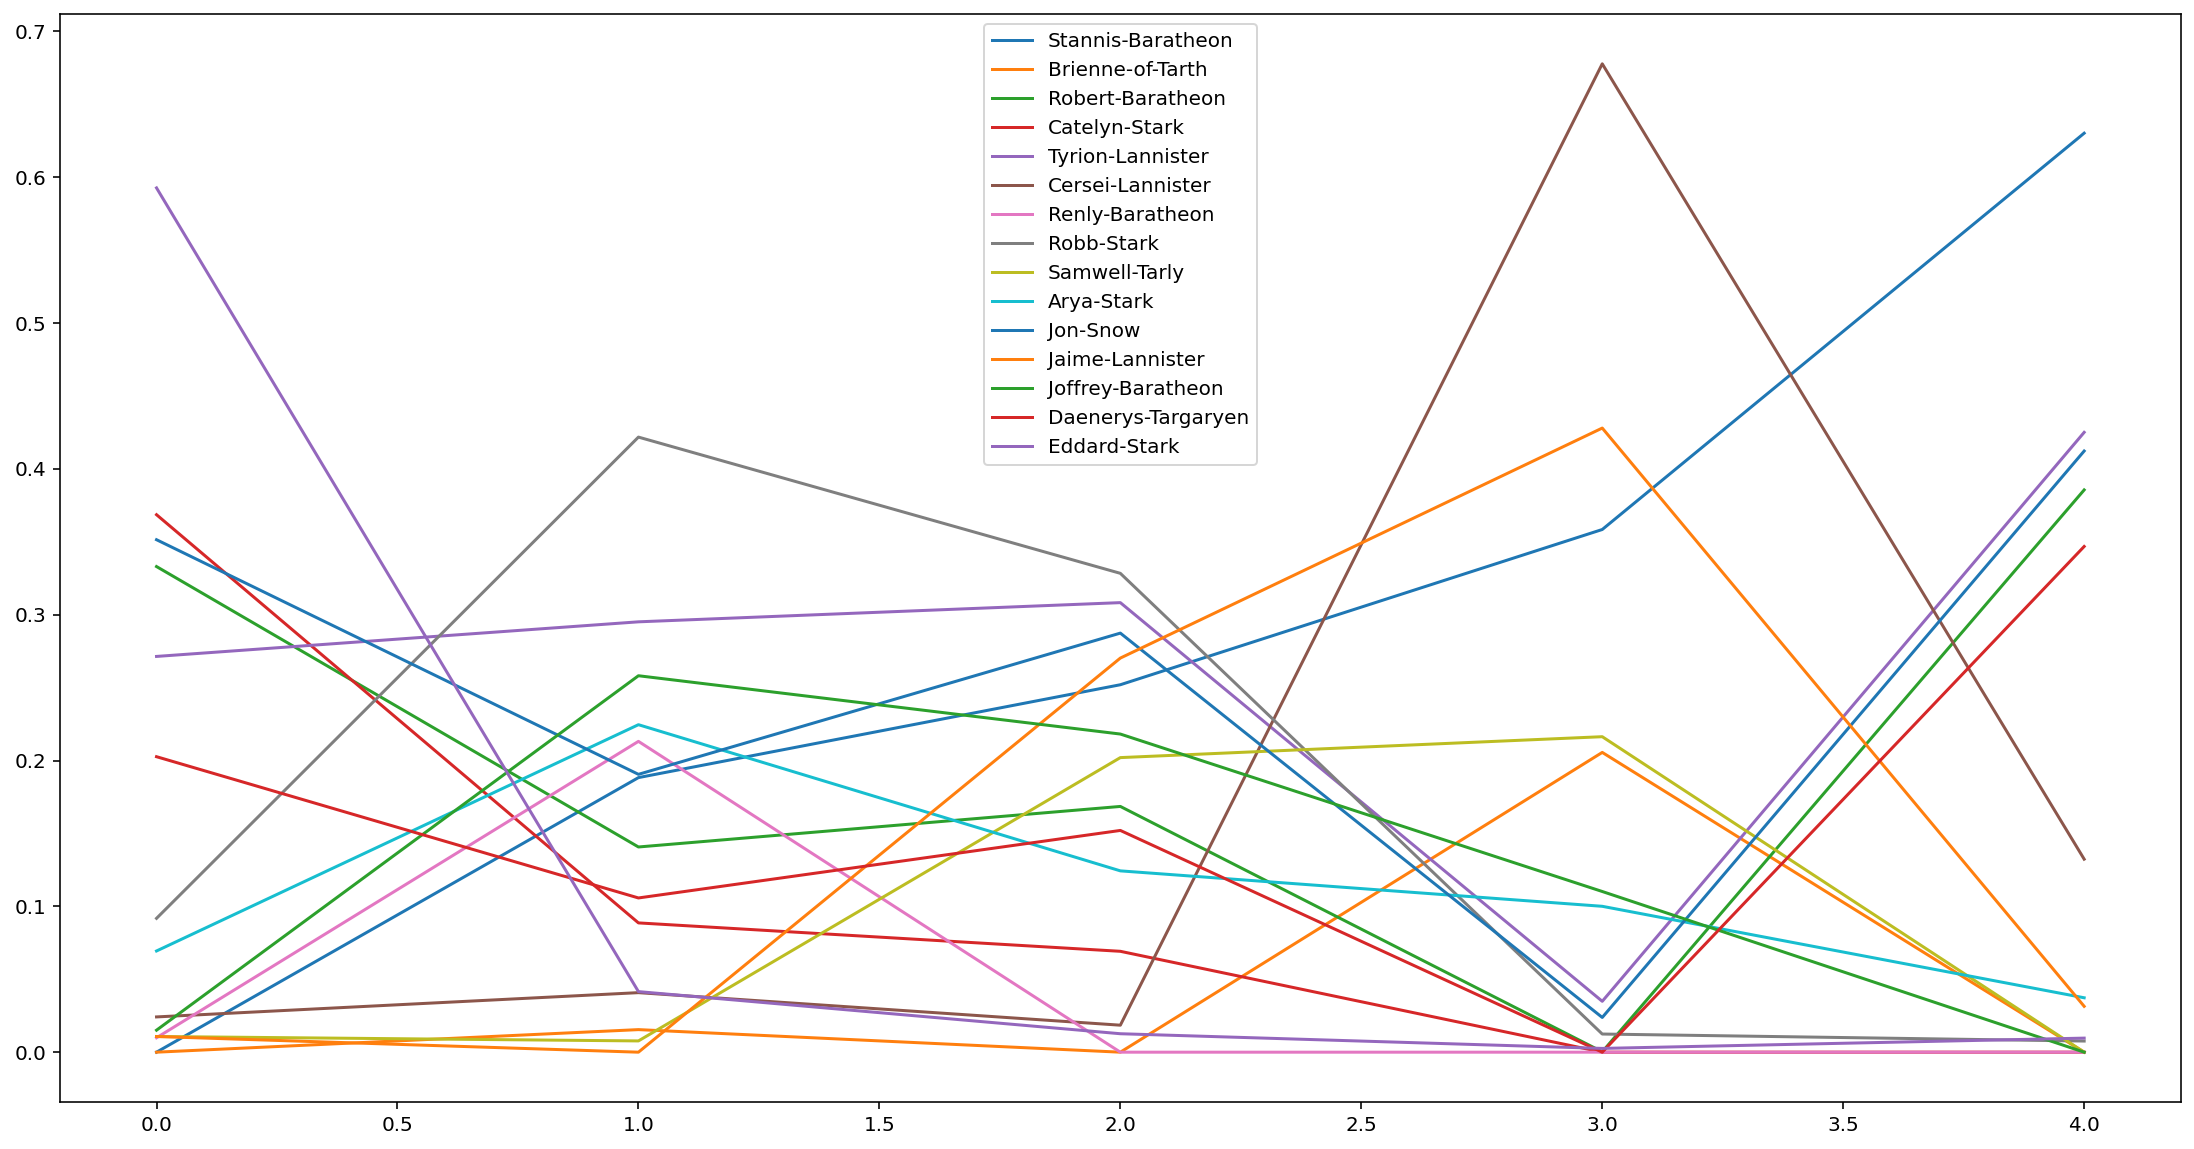 0.7
0.6
0.5
0.4
0.3
0.2
0.1
0.0
Stannis-Baratheon
Brienne-of-Tarth
Robert-Baratheon
Catelyn-Stark
Tyrion-Lannister
Cersei-Lannister
Renly-Baratheon
Robb-Stark
Samwell-Tarly
Arya-Stark
Jon-Snow
Jaime-Lannister
Joffrey-Baratheon
Daenerys-Targaryen
Eddard-Stark
0.0 0.5 1.0 1.5 2.0 2.5 3.0 3.5 4.0